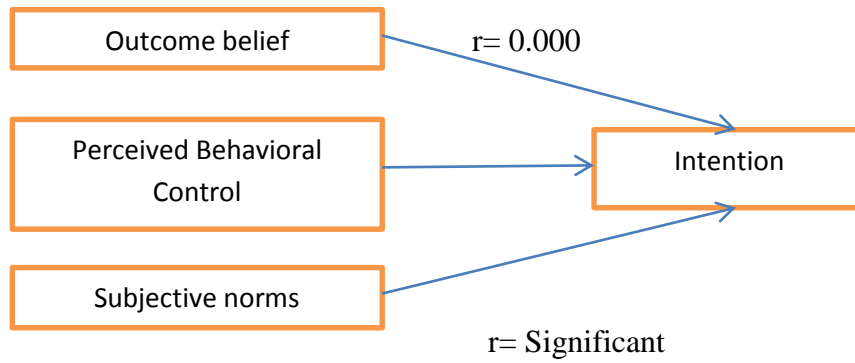 Outcome belief
r= 0.000
Perceived Behavioral
Control
Intention
Subjective norms
r= Significant